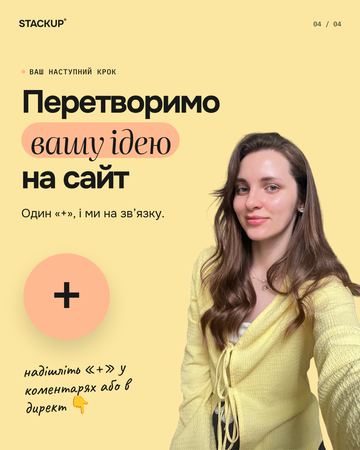 STACKUP®
04 / 04
ВАШ НАСТУПНИЙ КРОК
Перетворимо
вашу ідею
на сайт
Один «+», і ми на зв'язку.
+
надішліть «+» у
коментарях або в
директ 👇